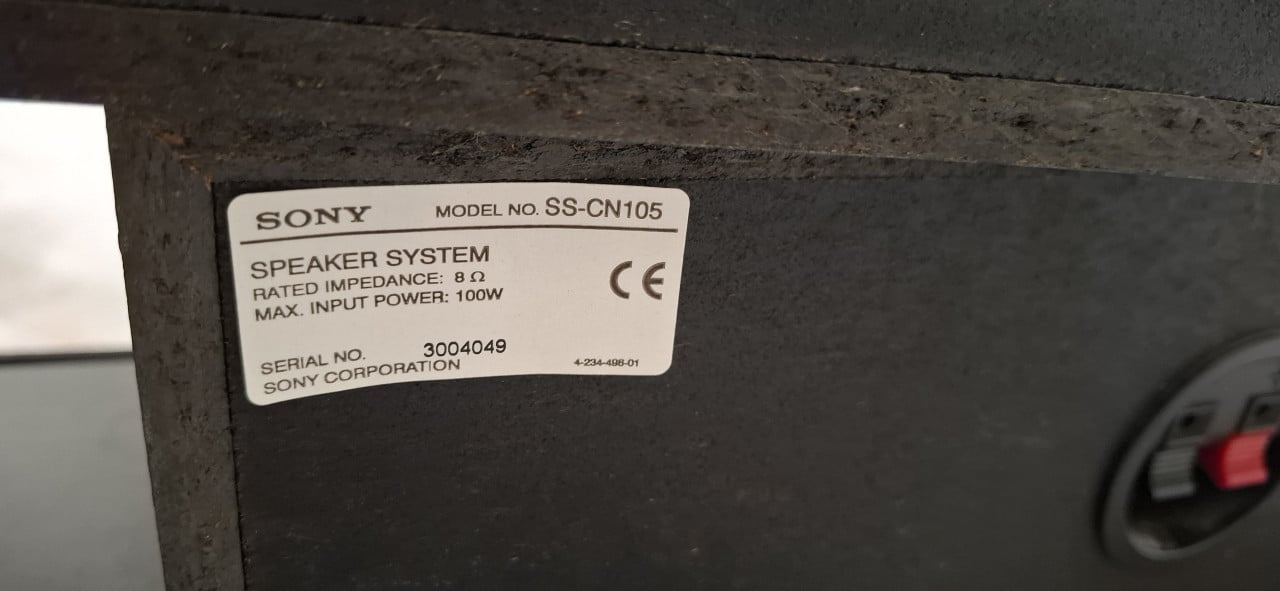 SONY MODEL NO. SS-CN105
SPEAKER SYSTEM
RATED IMPEDANCE: 8 Ω
MAX. INPUT POWER: 100W
CE
SERIAL NO. 3004049
SONY CORPORATION 4-234-498-01